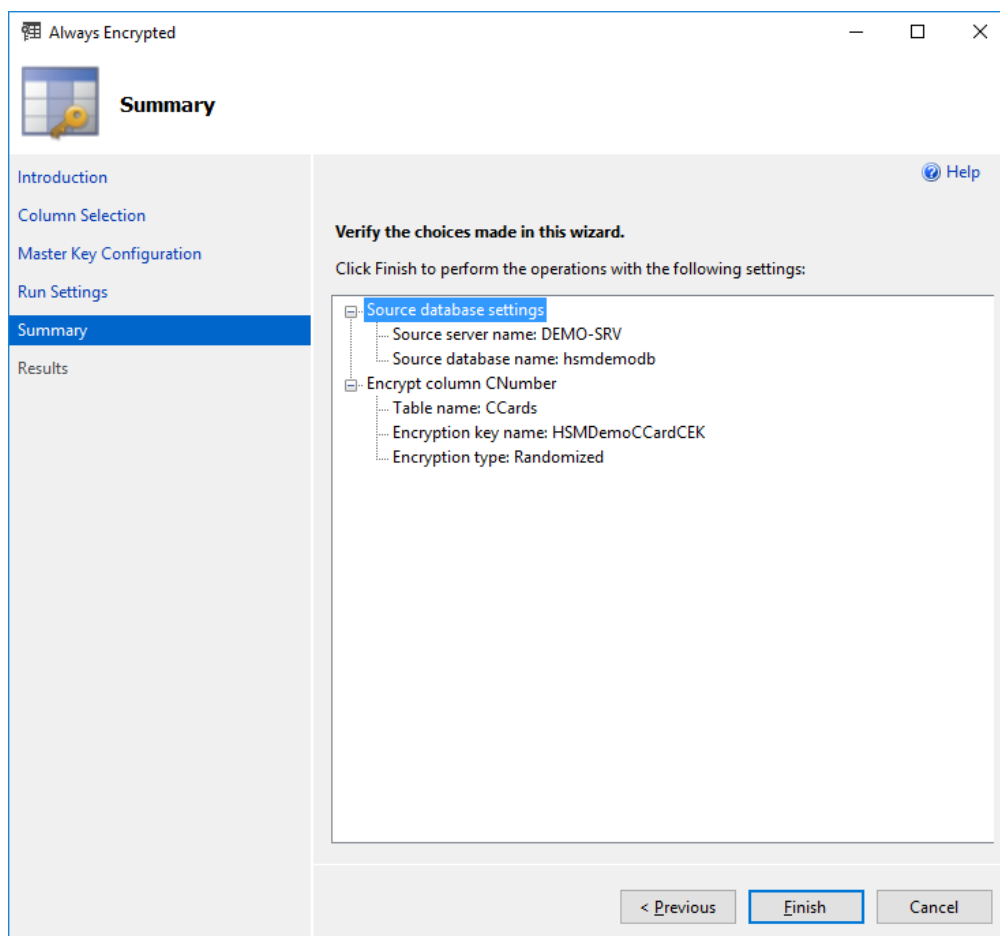 Always Encrypted
Summary
Introduction
Column Selection
Master Key Configuration
Run Settings
Summary
Results
Help
Verify the choices made in this wizard.
Click Finish to perform the operations with the following settings:
Source database settings
Source server name: DEMO-SRV
Source database name: hsmdemodb
Encrypt column CNumber
Table name: CCards
Encryption key name: HSMDemoCCardCEK
Encryption type: Randomized
< Previous
Finish
Cancel